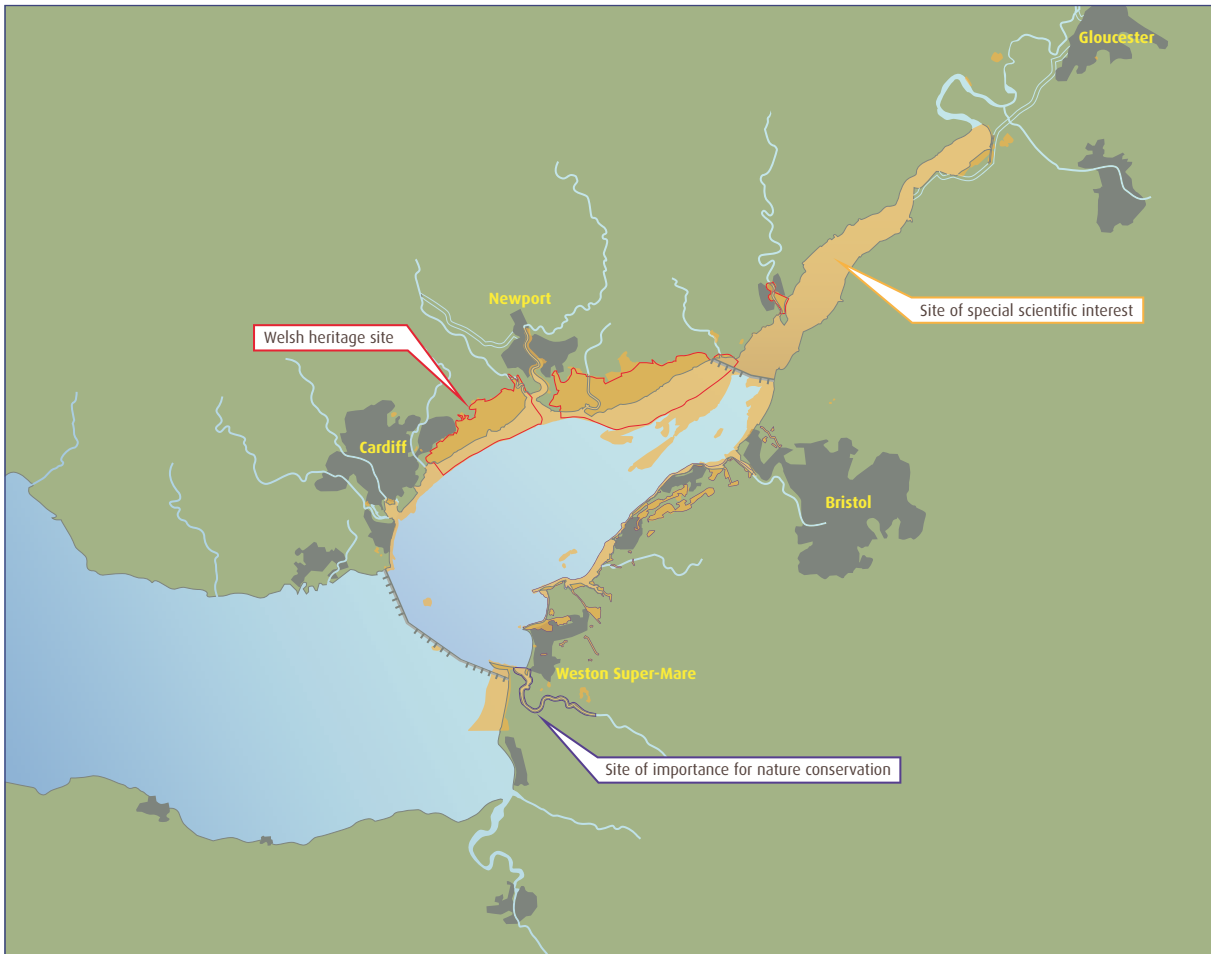 Gloucester
Site of special scientific interest
Newport
Welsh heritage site
Cardiff
Bristol
Weston Super-Mare
Site of importance for nature conservation